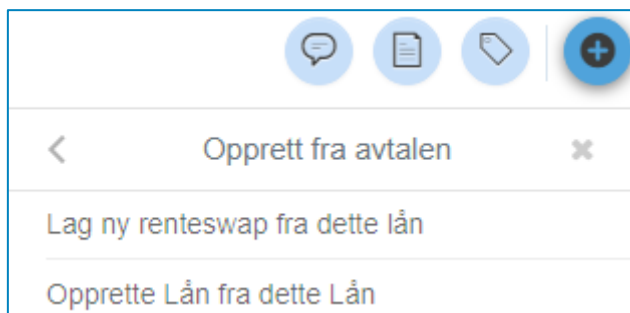 Opprett fra avtalen
Lag ny renteswap fra dette lån
Opprette Lån fra dette Lån